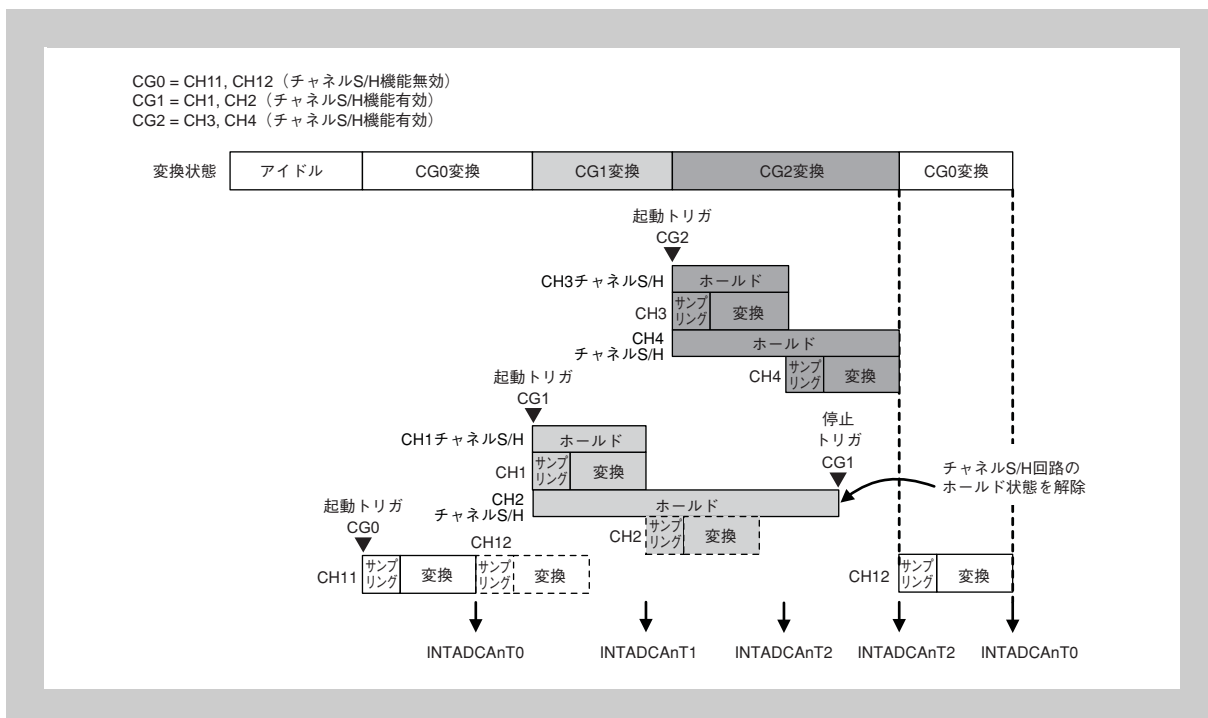 CG0 = CH11, CH12（チャネルS/H機能無効）
CG1 = CH1, CH2（チャネルS/H機能有効）
CG2 = CH3, CH4（チャネルS/H機能有効）
変換状態 アイドル CG0変換 CG1変換 CG2変換 CG0変換
起動トリガ
CG2
CH3チャネルS/H ホールド
CH3 サンプ
リング 変換
CH4
チャネルS/H ホールド
CH4 サンプ
リング 変換
起動トリガ
CG1
停止
トリガ
CG1
CH1チャネルS/H ホールド
CH1 サンプ
リング 変換
チャネルS/H回路の
ホールド状態を解除
CH2
チャネルS/H ホールド
CH2 サンプ
リング 変換
起動トリガ
CG0
CH11 サンプ
リング 変換
CH12
サンプ
リング 変換
CH12 サンプ
リング 変換
INTADCAnT0 INTADCAnT1 INTADCAnT2 INTADCAnT2 INTADCAnT0